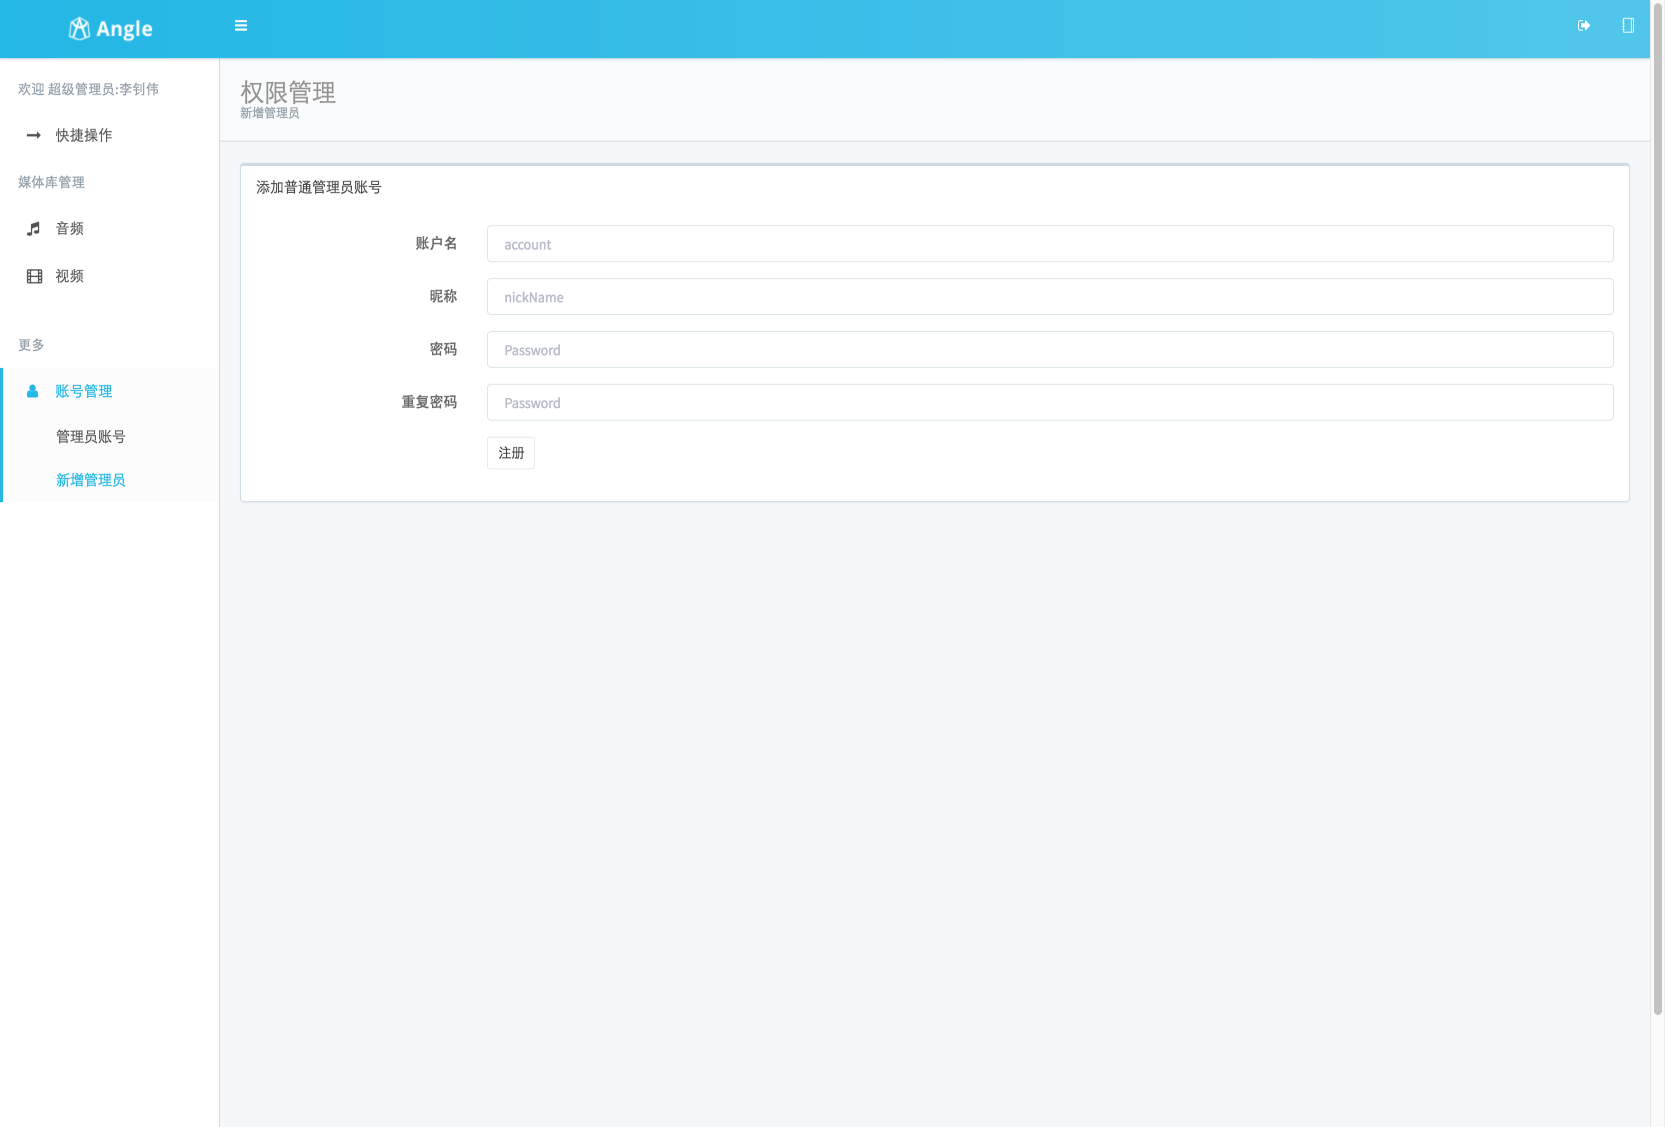 Angle
欢迎 超级管理员:李钊伟
快捷操作
媒体库管理
音频
视频
更多
账号管理
管理员账号
新增管理员
权限管理
新增管理员
添加普通管理员账号
账户名
account
昵称
nickName
密码
Password
重复密码
Password
注册